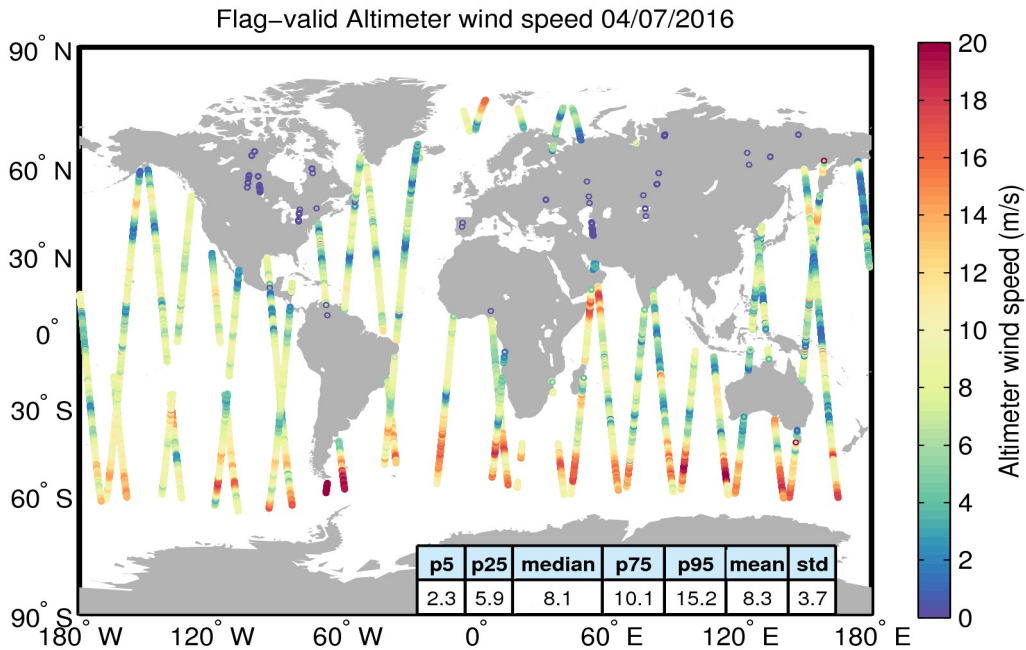 Flag−valid Altimeter wind speed 04/07/2016
90° N
60° N
30° N
0°
30° S
60° S
90° S
180° W
120° W
60° W
0°
60° E
120° E
180° E
p5 p25 median p75 p95 mean std
2.3 5.9 8.1 10.1 15.2 8.3 3.7
20
18
16
14
12
10
8
6
4
2
0
Altimeter wind speed (m/s)